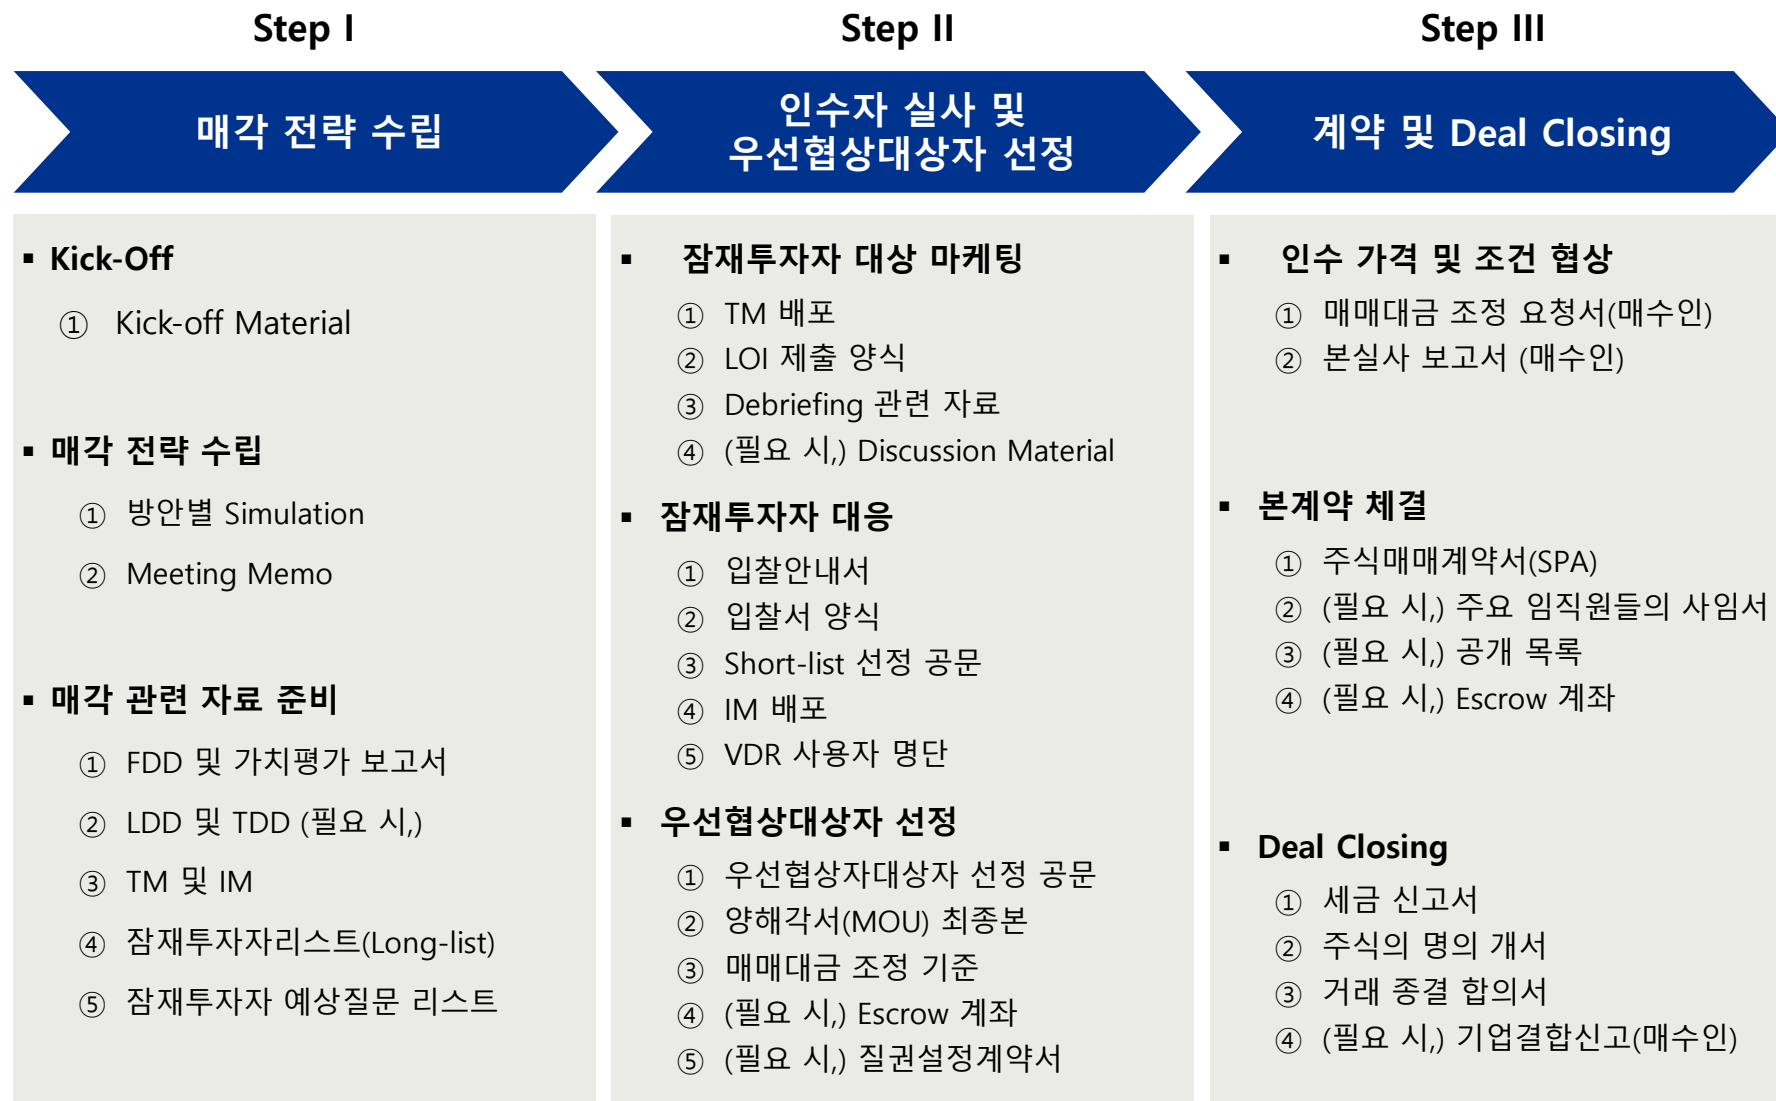 Step I
매각 전략 수립
▪ Kick-Off
① Kick-off Material
▪ 매각 전략 수립
① 방안별 Simulation
② Meeting Memo
▪ 매각 관련 자료 준비
① FDD 및 가치평가 보고서
② LDD 및 TDD (필요 시,)
③ TM 및 IM
④ 잠재투자자리스트(Long-list)
⑤ 잠재투자자 예상질문 리스트
Step II
인수자 실사 및
우선협상대상자 선정
▪ 잠재투자자 대상 마케팅
① TM 배포
② LOI 제출 양식
③ Debriefing 관련 자료
④ (필요 시,) Discussion Material
▪ 잠재투자자 대응
① 입찰안내서
② 입찰서 양식
③ Short-list 선정 공문
④ IM 배포
⑤ VDR 사용자 명단
▪ 우선협상대상자 선정
① 우선협상자대상자 선정 공문
② 양해각서(MOU) 최종본
③ 매매대금 조정 기준
④ (필요 시,) Escrow 계좌
⑤ (필요 시,) 질권설정계약서
Step III
계약 및 Deal Closing
▪ 인수 가격 및 조건 협상
① 매매대금 조정 요청서(매수인)
② 본실사 보고서 (매수인)
▪ 본계약 체결
① 주식매매계약서(SPA)
② (필요 시,) 주요 임직원들의 사임서
③ (필요 시,) 공개 목록
④ (필요 시,) Escrow 계좌
▪ Deal Closing
① 세금 신고서
② 주식의 명의 개서
③ 거래 종결 합의서
④ (필요 시,) 기업결합신고(매수인)